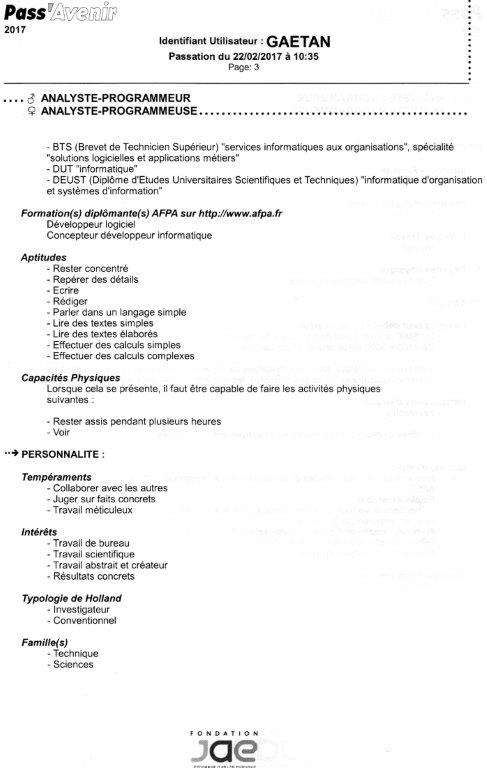 Pass'Avenir
2017
Identifiant Utilisateur : GAETAN
Passation du 22/02/2017 à 10:35
Page: 3
.... ♂ ANALYSTE-PROGRAMMEUR
♀ ANALYSTE-PROGRAMMEUSE
- BTS (Brevet de Technicien Supérieur) "services informatiques aux organisations", spécialité
"solutions logicielles et applications métiers"
- DUT "informatique"
- DEUST (Diplôme d'Etudes Universitaires Scientifiques et Techniques) "informatique d'organisation
et systèmes d'information"
Formation(s) diplômante(s) AFPA sur http://www.afpa.fr
Développeur logiciel
Concepteur développeur informatique
Aptitudes
- Rester concentré
- Repérer des détails
- Ecrire
- Rédiger
- Parler dans un langage simple
- Lire des textes simples
- Lire des textes élaborés
- Effectuer des calculs simples
- Effectuer des calculs complexes
Capacités Physiques
Lorsque cela se présente, il faut être capable de faire les activités physiques
suivantes :
- Rester assis pendant plusieurs heures
- Voir
PERSONNALITE :
Tempéraments
- Collaborer avec les autres
- Juger sur faits concrets
- Travail méticuleux
Intérêts
- Travail de bureau
- Travail scientifique
- Travail abstrait et créateur
- Résultats concrets
Typologie de Holland
- Investigateur
- Conventionnel
Famille(s)
- Technique
- Sciences
FONDATION
JAE